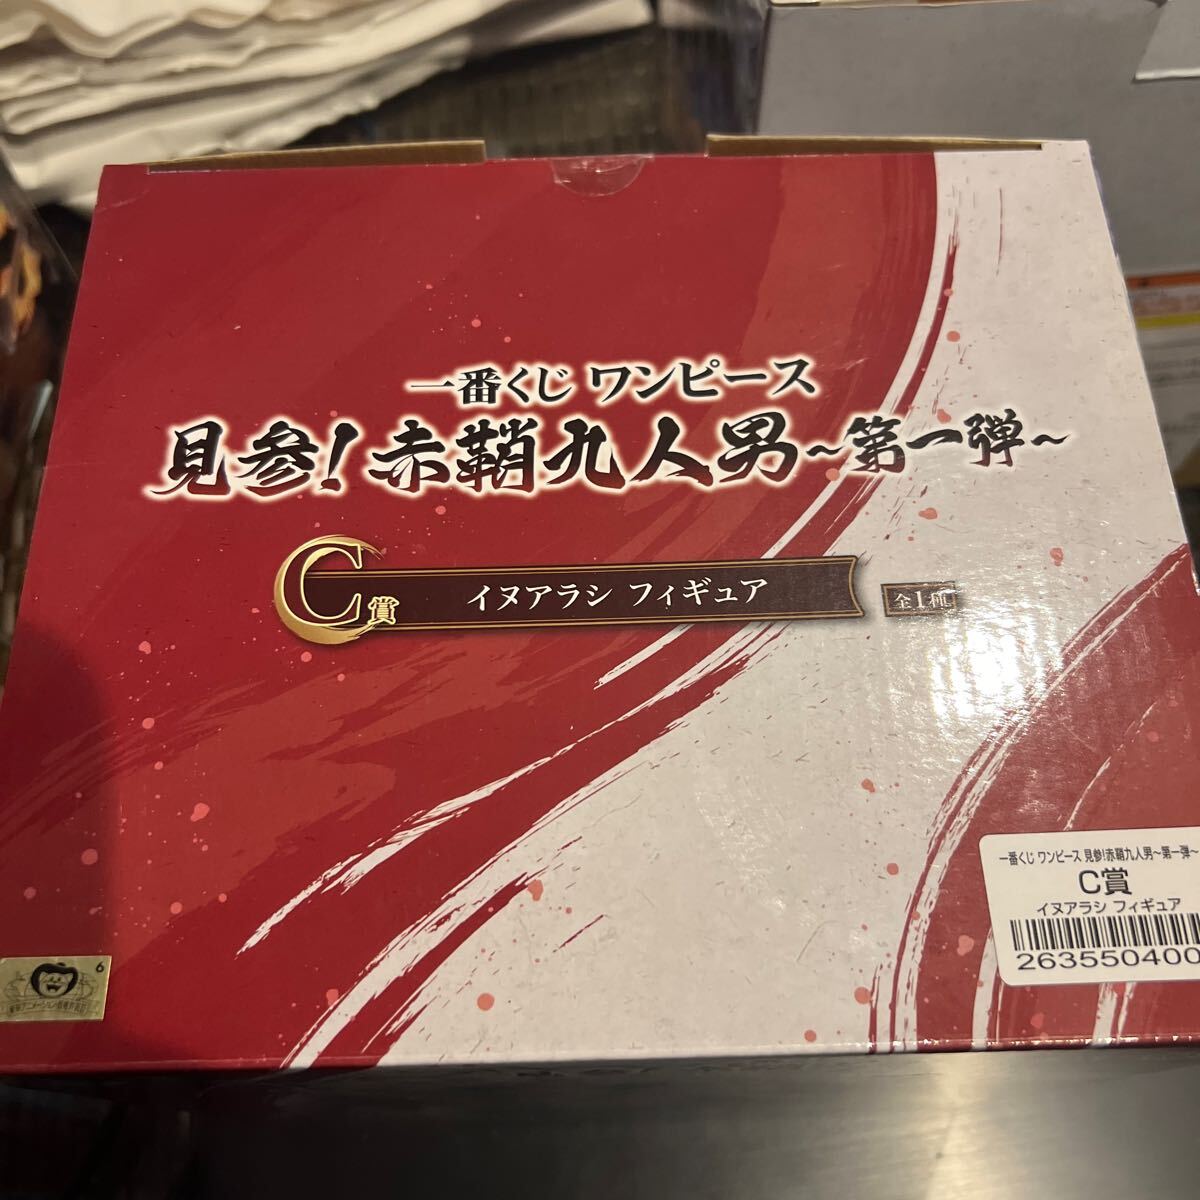 一番くじ ワンピース
見参!赤鞘九人男～第一弾～
C賞
イヌアラシ フィギュア
全1種
一番くじ ワンピース 見参!赤鞘九人男～第一弾～
C賞
イヌアラシ フィギュア
263550400
6